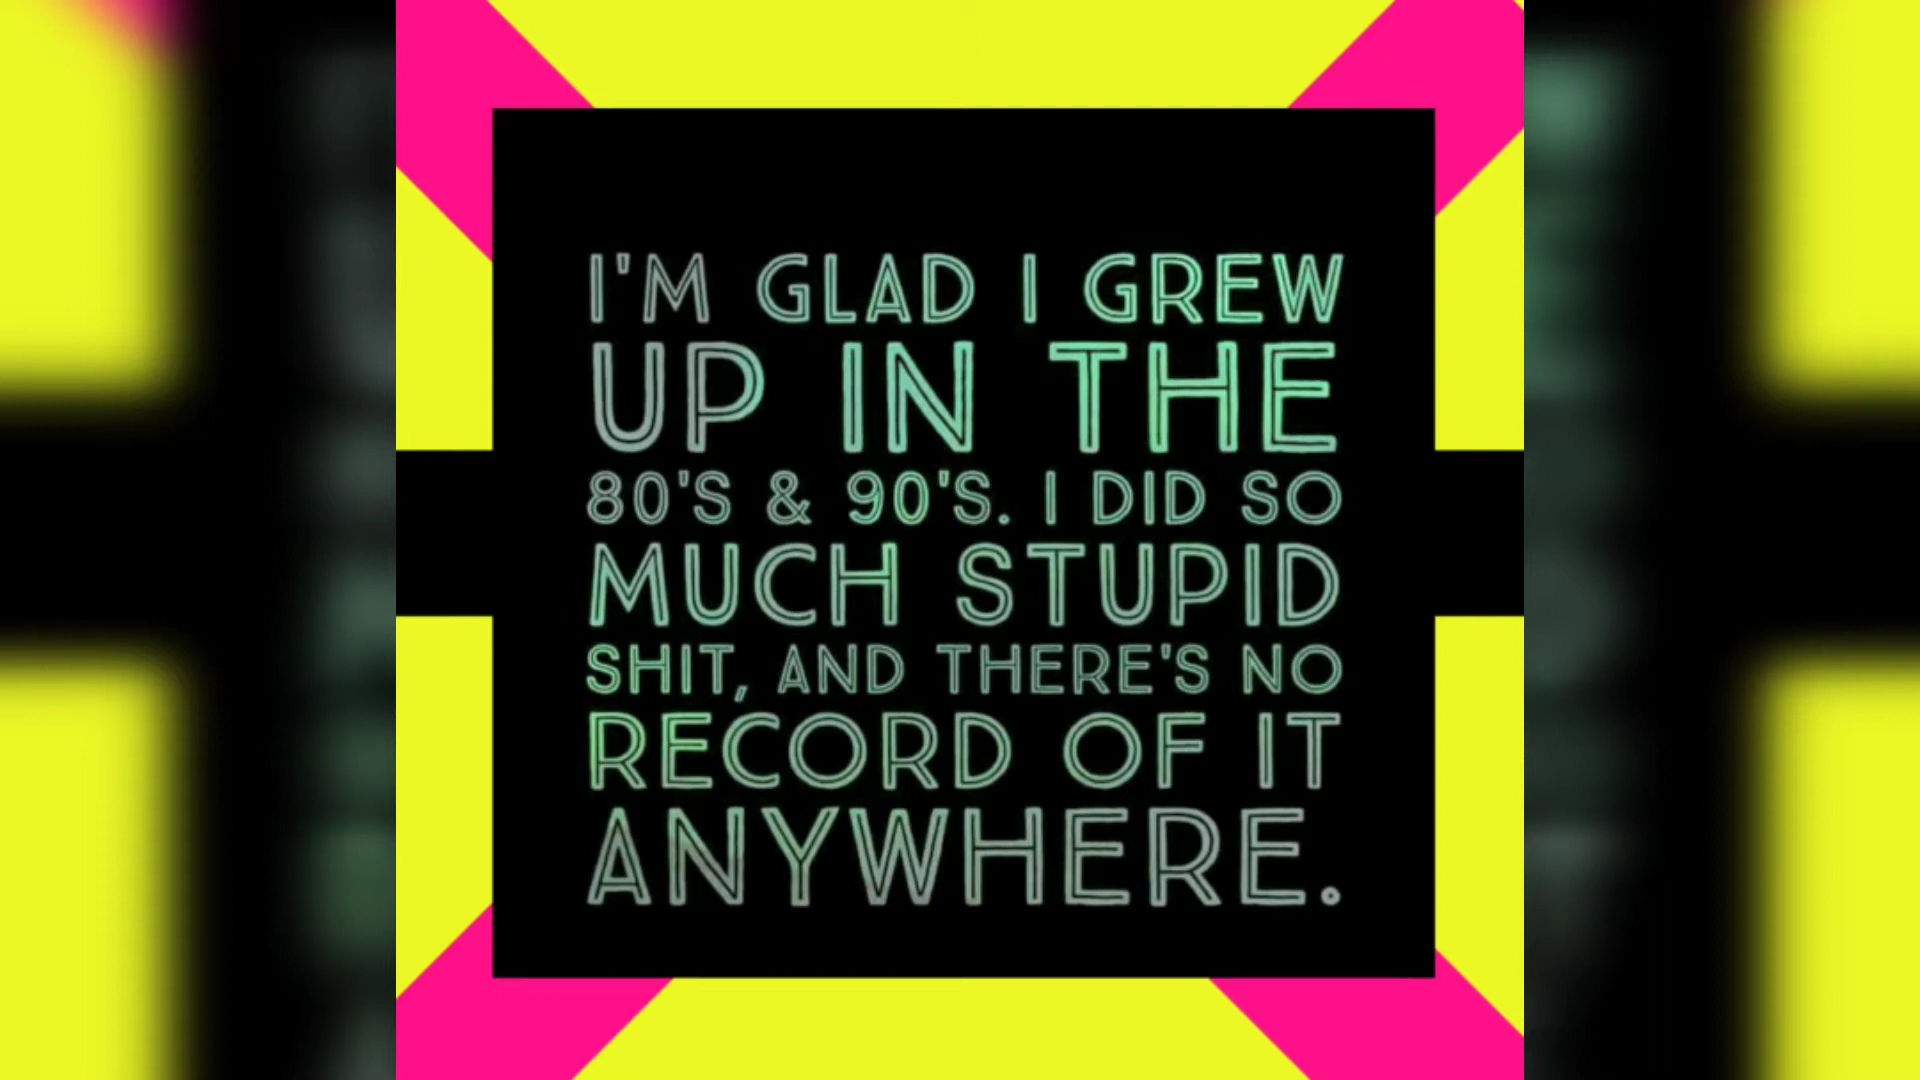 I'M GLAD I GREW
UP IN THE
80'S & 90'S. I DID SO
MUCH STUPID
SHIT, AND THERE'S NO
RECORD OF IT
ANYWHERE.